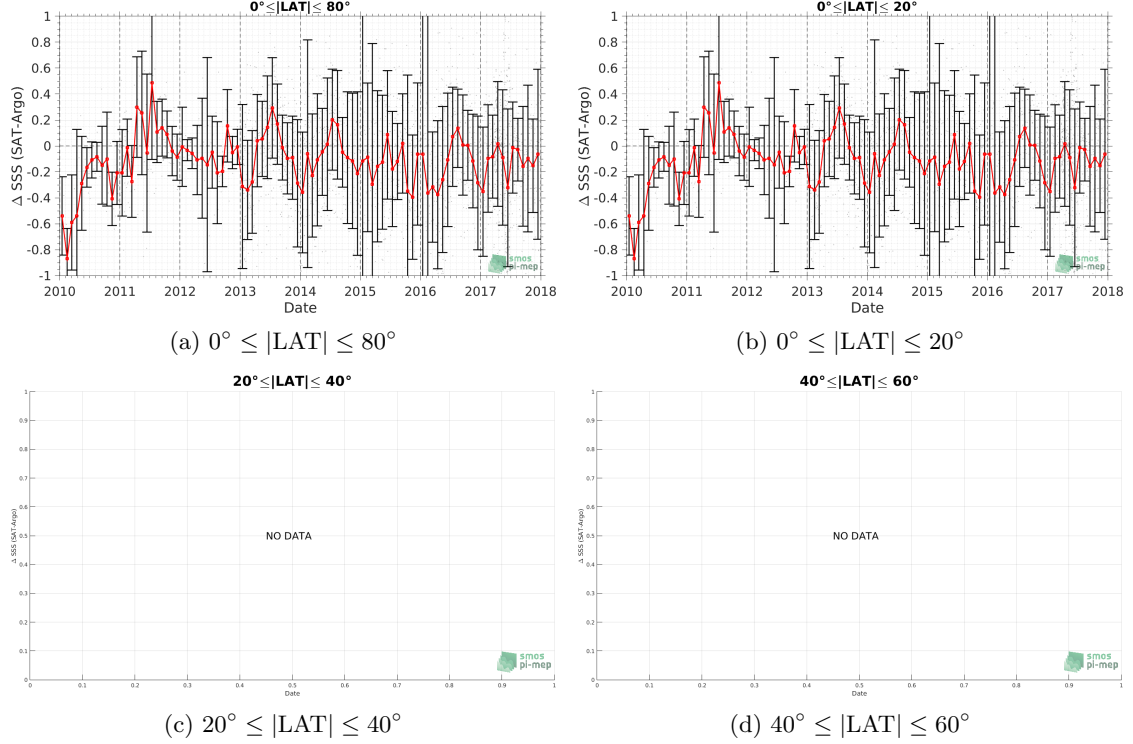 0°≤|LAT|≤ 80°
Δ SSS (SAT-Argo)
1
0.8
0.6
0.4
0.2
0
-0.2
-0.4
-0.6
-0.8
-1
2010 2011 2012 2013 2014 2015 2016 2017 2018
Date
smos
pi-mep
(a) 0° ≤ |LAT| ≤ 80°
0°≤|LAT|≤ 20°
Δ SSS (SAT-Argo)
1
0.8
0.6
0.4
0.2
0
-0.2
-0.4
-0.6
-0.8
-1
2010 2011 2012 2013 2014 2015 2016 2017 2018
Date
smos
pi-mep
(b) 0° ≤ |LAT| ≤ 20°
20°≤|LAT|≤ 40°
Δ SSS (SAT-Argo)
1
0.9
0.8
0.7
0.6
0.5
0.4
0.3
0.2
0.1
0
NO DATA
0 0.1 0.2 0.3 0.4 0.5 0.6 0.7 0.8 0.9 1
Date
smos
pi-mep
(c) 20° ≤ |LAT| ≤ 40°
40°≤|LAT|≤ 60°
Δ SSS (SAT-Argo)
1
0.9
0.8
0.7
0.6
0.5
0.4
0.3
0.2
0.1
0
NO DATA
0 0.1 0.2 0.3 0.4 0.5 0.6 0.7 0.8 0.9 1
Date
smos
pi-mep
(d) 40° ≤ |LAT| ≤ 60°